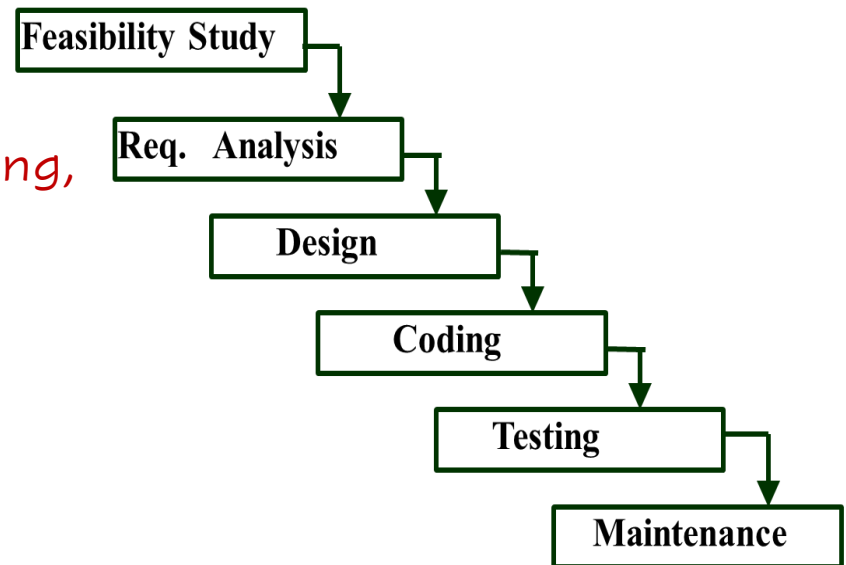 Feasibility Study
Req. Analysis
ng,
Design
Coding
Testing
Maintenance